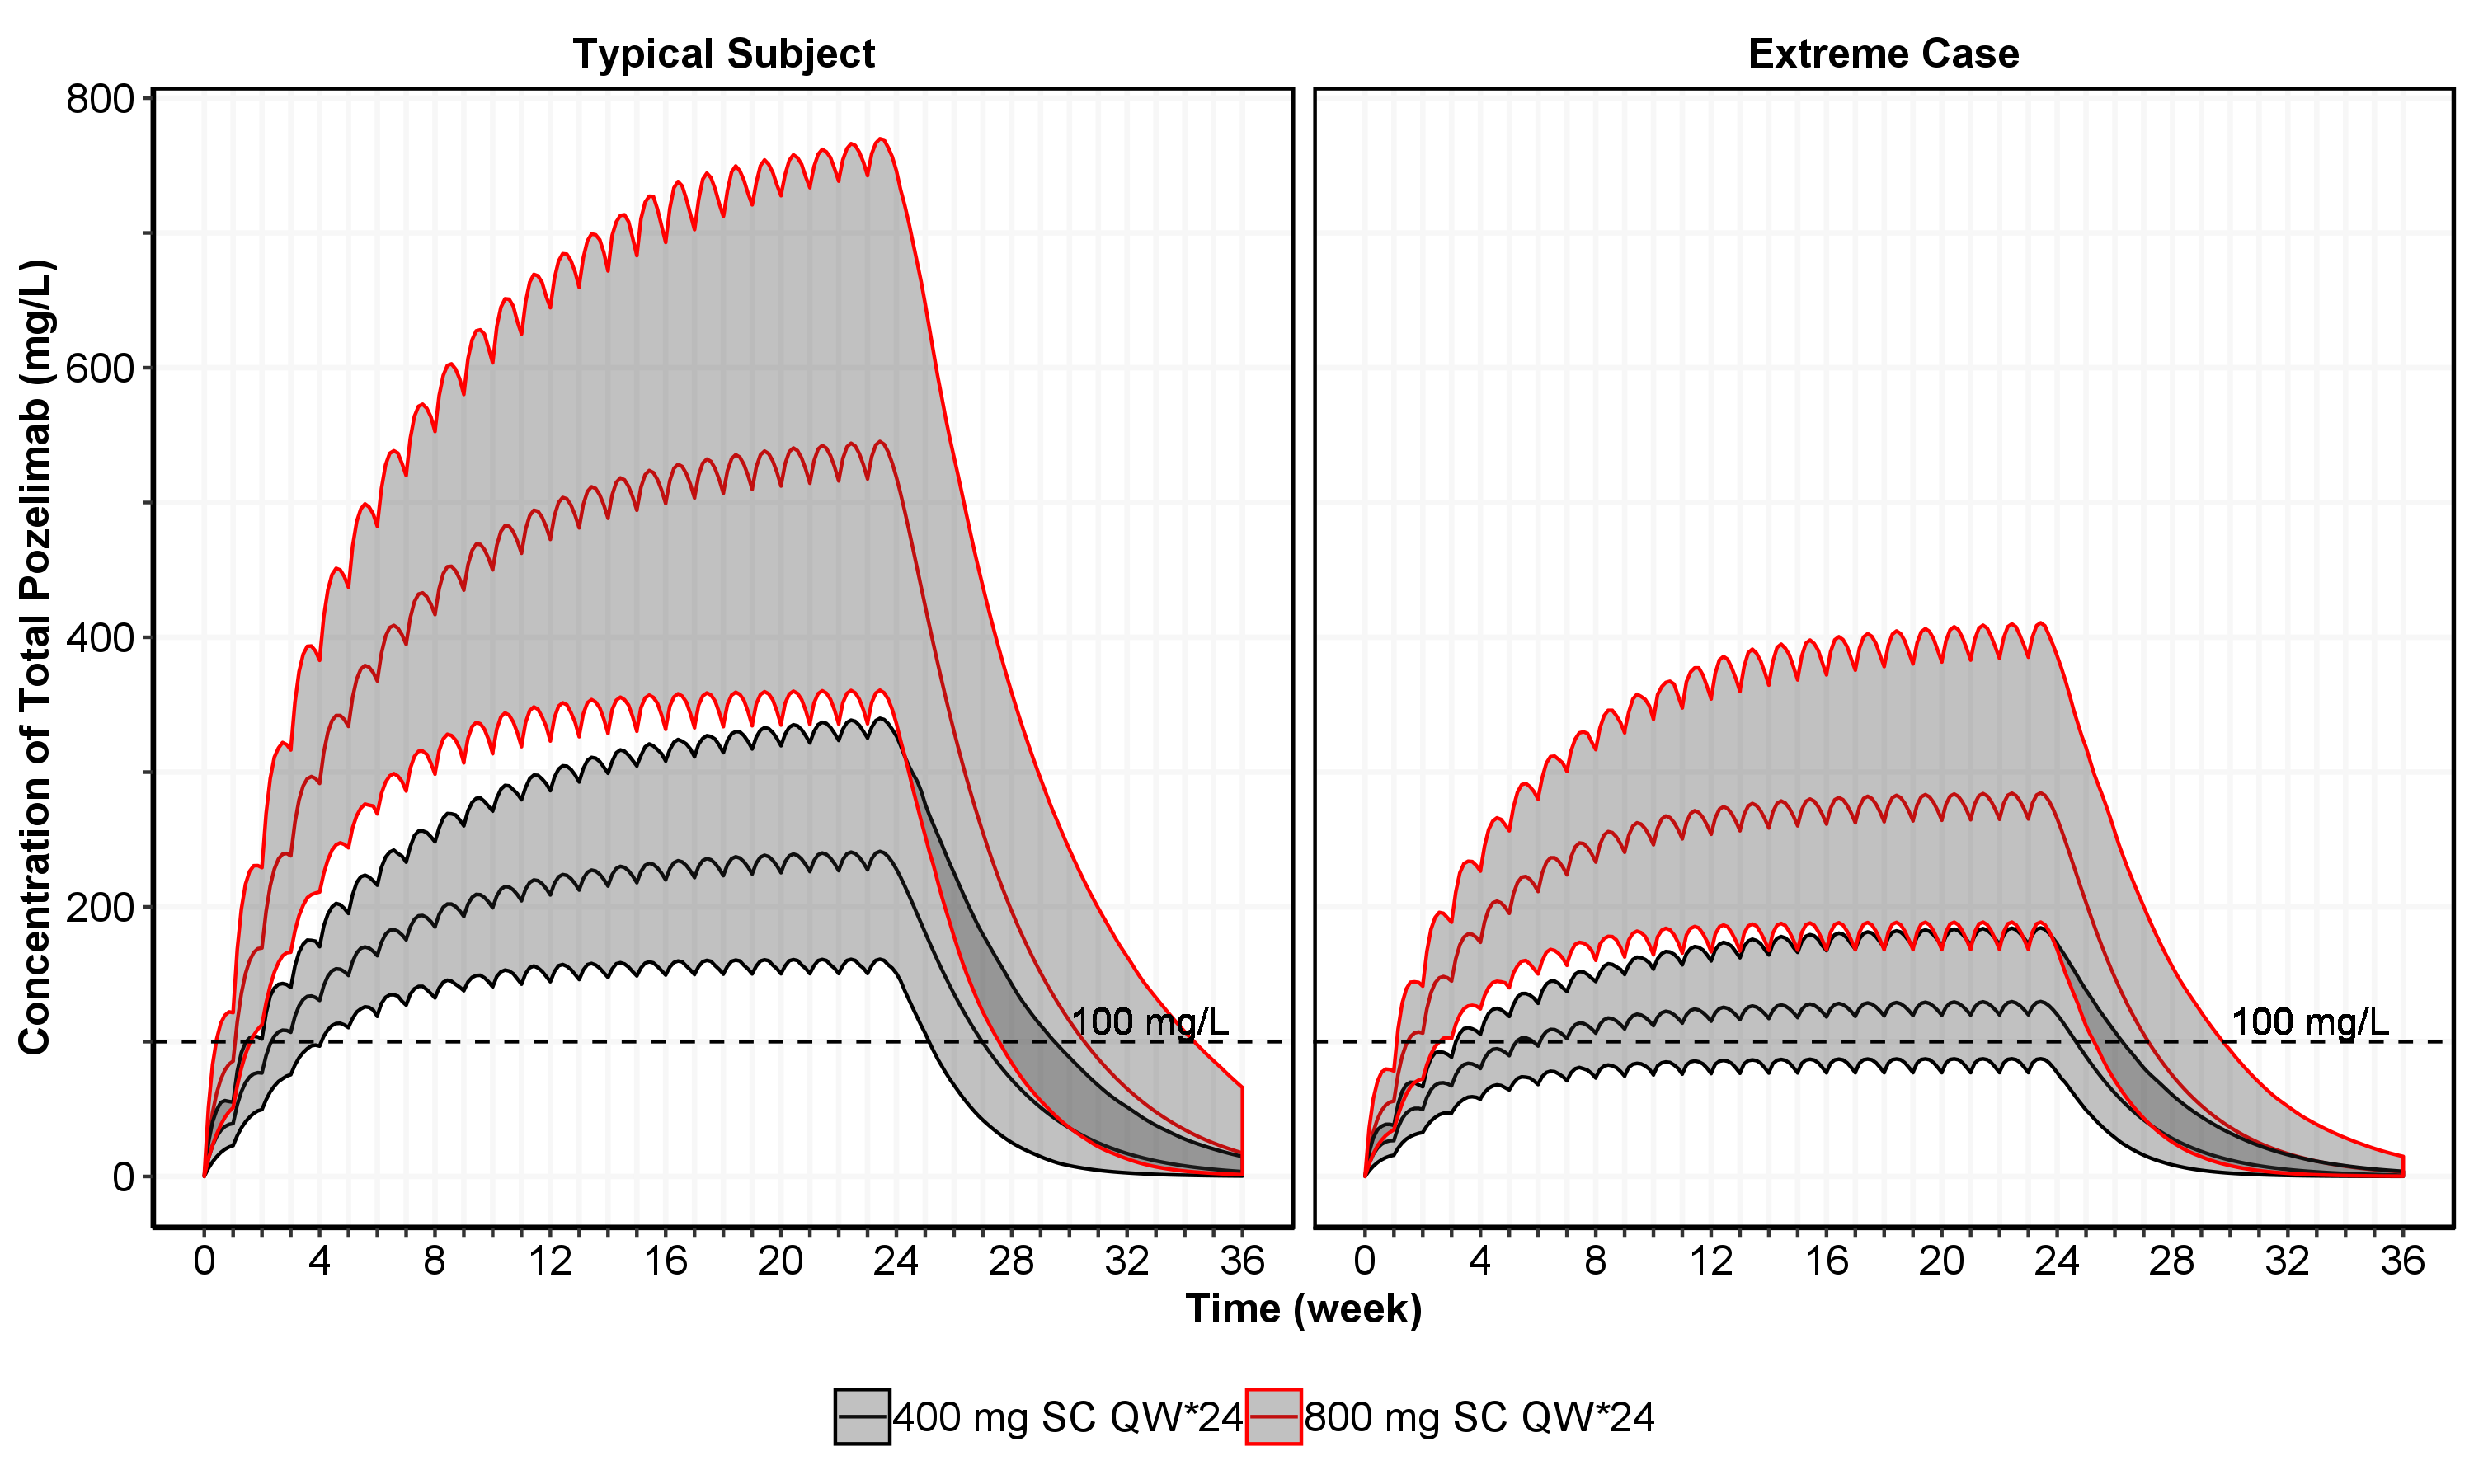 Typical Subject
Extreme Case
Concentration of Total Pozelimab (mg/L)
800
600
400
200
0
100 mg/L
100 mg/L
0 4 8 12 16 20 24 28 32 36
0 4 8 12 16 20 24 28 32 36
Time (week)
400 mg SC QW*24
800 mg SC QW*24